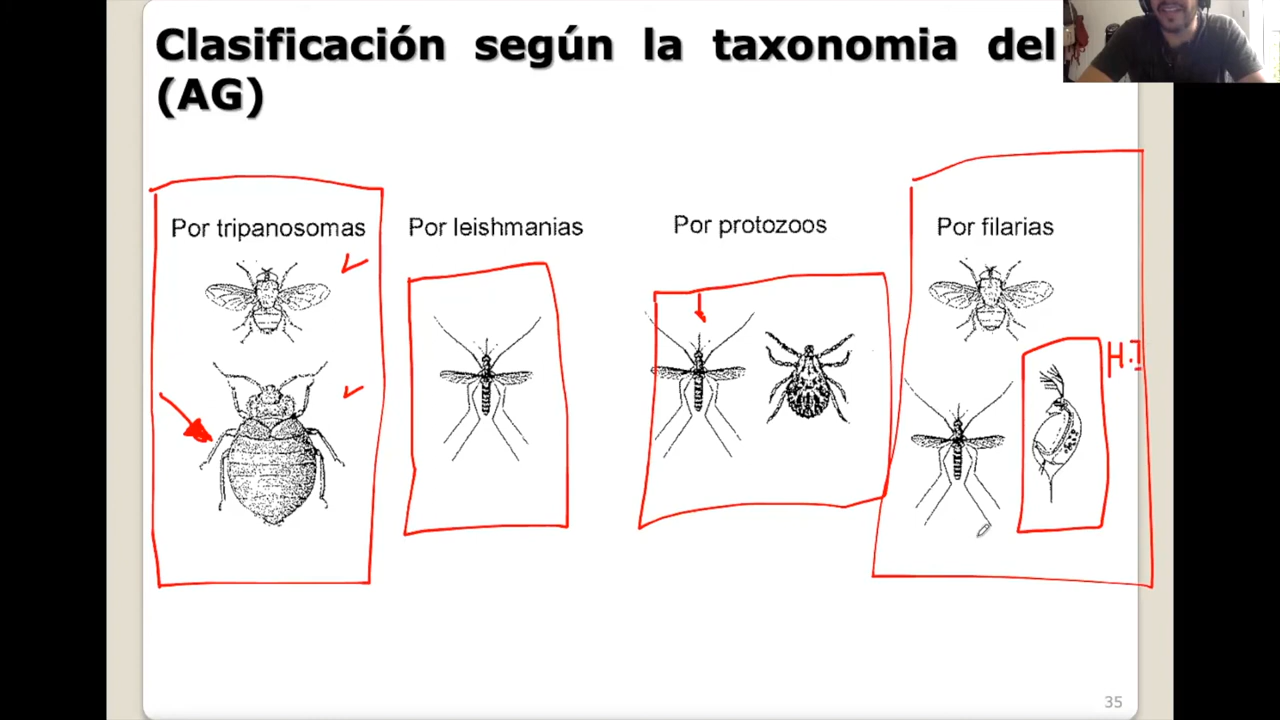 Clasificación según la taxonomia del
(AG)
Por tripanosomas
Por leishmanias
Por protozoos
Por filarias
H.I
35